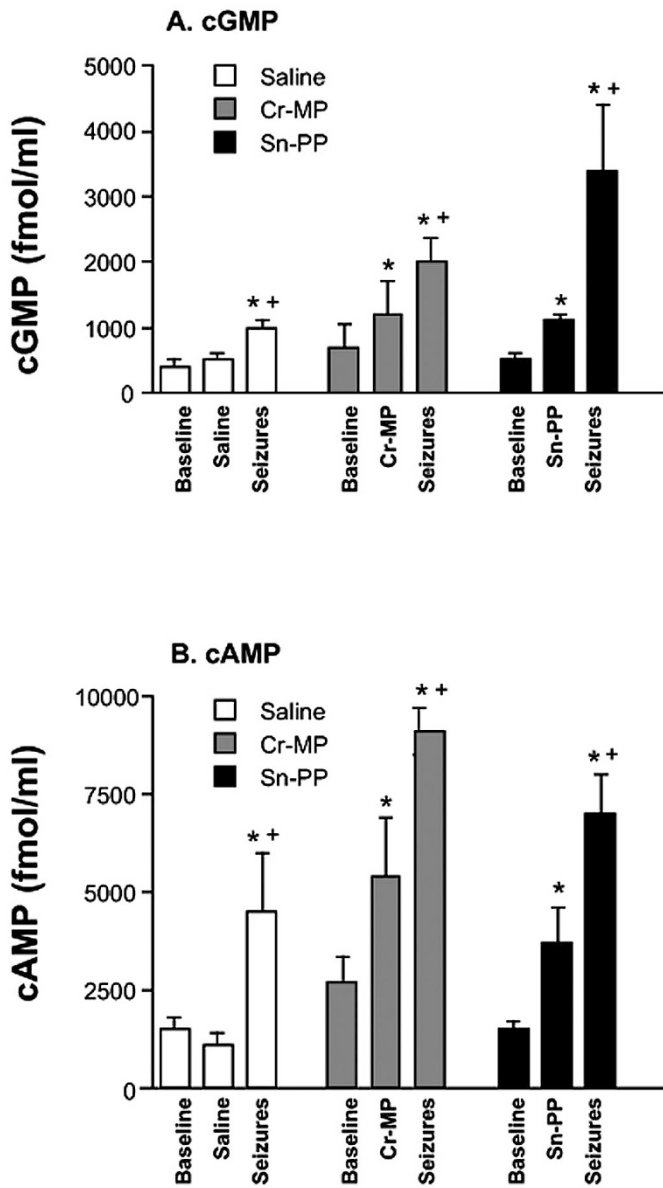 A. cGMP
cGMP (fmol/ml)
5000
4000
3000
2000
1000
0
Saline
Cr-MP
Sn-PP
* +
*
* +
*
* +
Baseline
Saline
Seizures
Baseline
Cr-MP
Seizures
Baseline
Sn-PP
Seizures
B. cAMP
cAMP (fmol/ml)
10000
7500
5000
2500
0
Saline
Cr-MP
Sn-PP
* +
*
* +
*
* +
Baseline
Saline
Seizures
Baseline
Cr-MP
Seizures
Baseline
Sn-PP
Seizures